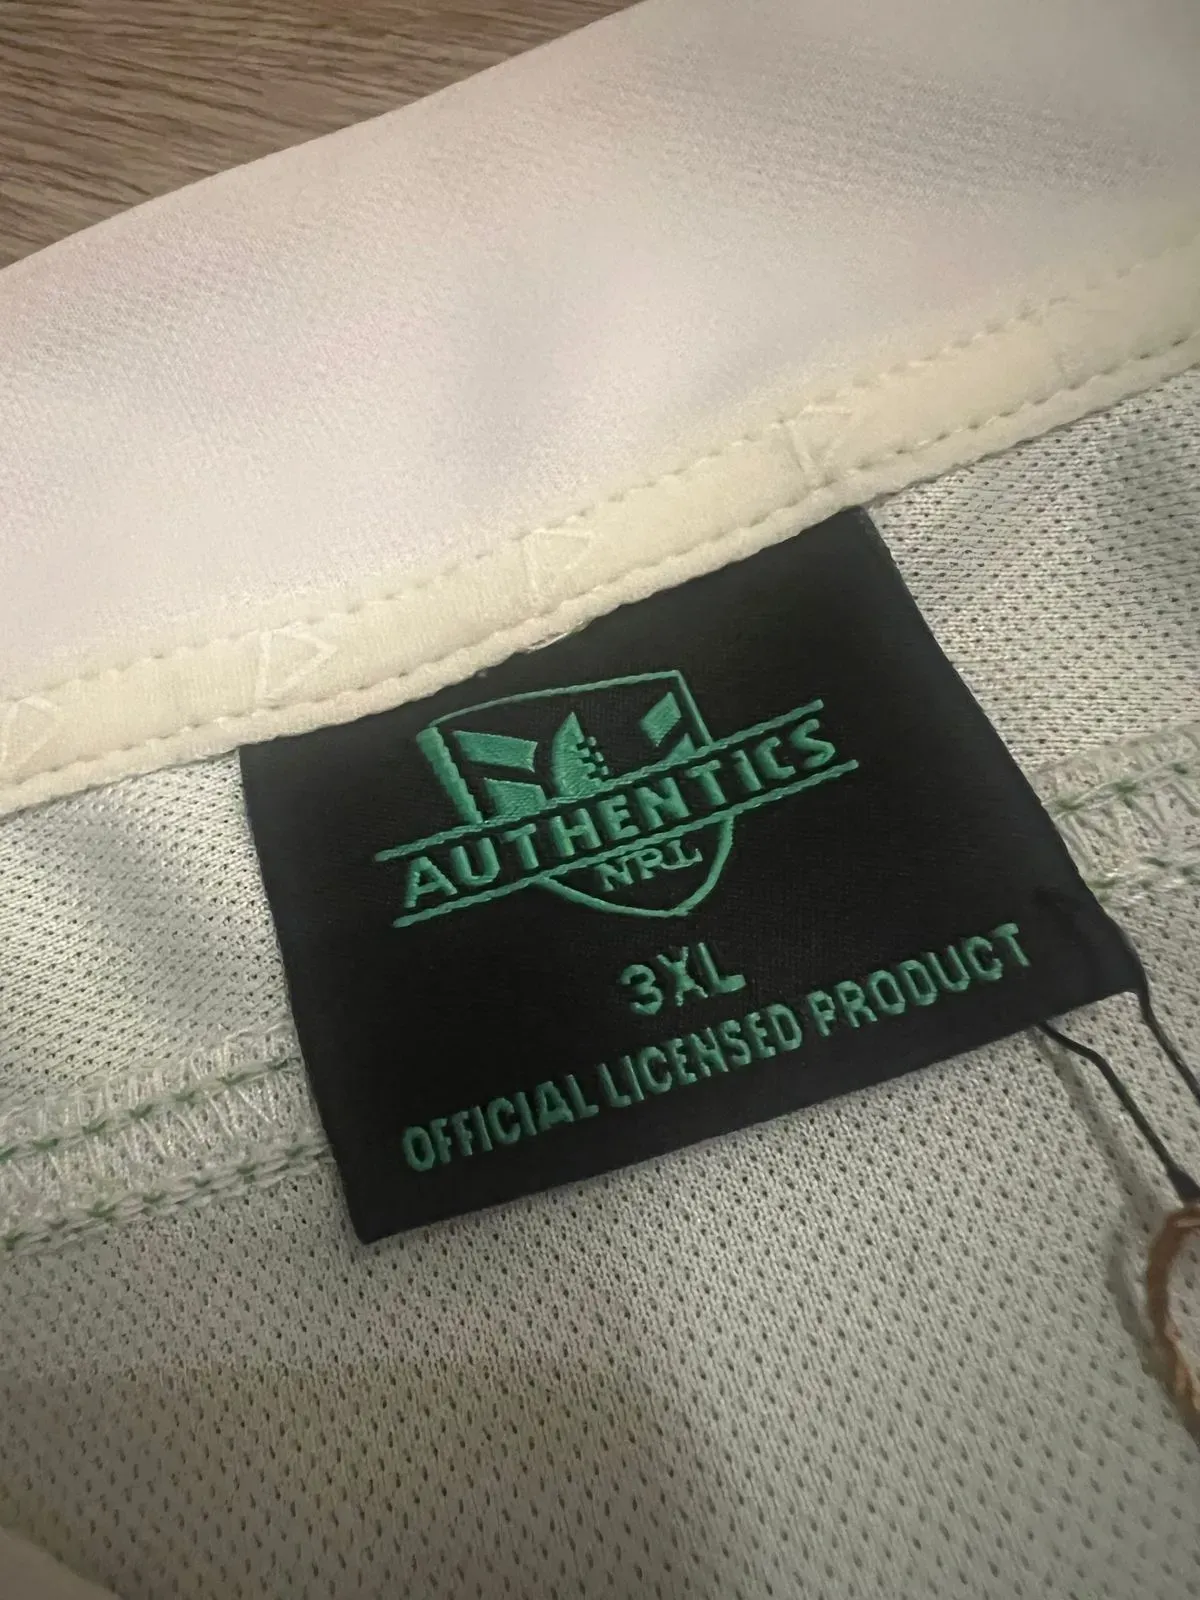 AUTHENTICS
NRL
3XL
OFFICIAL LICENSED PRODUCT